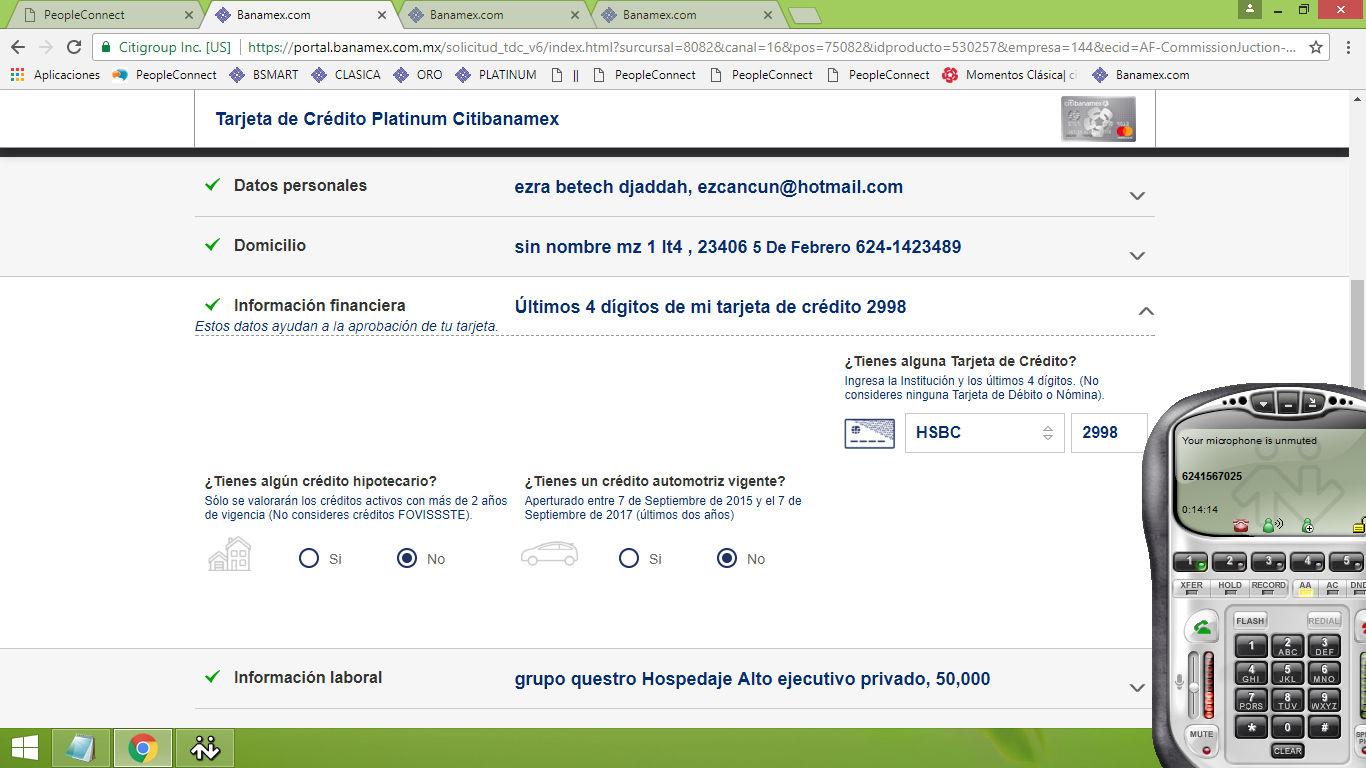 PeopleConnect
Banamex.com
Banamex.com
Banamex.com
Citigroup Inc. [US]
https://portal.banamex.com.mx/solicitud_tdc_v6/index.html?surcursal=8082&canal=16&pos=75082&idproducto=530257&empresa=144&ecid=AF-CommissionJuction-...
Aplicaciones
PeopleConnect
BSMART
CLASICA
ORO
PLATINUM
||
PeopleConnect
PeopleConnect
PeopleConnect
Momentos Clásica| ci
Banamex.com
Tarjeta de Crédito Platinum Citibanamex
citibanamex
Datos personales
ezra betech djaddah, ezcancun@hotmail.com
Domicilio
sin nombre mz 1 lt4 , 23406 5 De Febrero 624-1423489
Información financiera
Últimos 4 dígitos de mi tarjeta de crédito 2998
Estos datos ayudan a la aprobación de tu tarjeta.
¿Tienes alguna Tarjeta de Crédito?
Ingresa la Institución y los últimos 4 dígitos. (No
consideres ninguna Tarjeta de Débito o Nómina).
HSBC
2998
¿Tienes algún crédito hipotecario?
Sólo se valorarán los créditos activos con más de 2 años
de vigencia (No consideres créditos FOVISSSTE).
Si
No
¿Tienes un crédito automotriz vigente?
Aperturado entre 7 de Septiembre de 2015 y el 7 de
Septiembre de 2017 (últimos dos años)
Si
No
Información laboral
grupo questro Hospedaje Alto ejecutivo privado, 50,000
Your microphone is unmuted
6241567025
0:14:14
1
2
3
4
5
XFER
HOLD
RECORD
AA
AC
DND
FLASH
REDIAL
1
2 ABC
3 DEF
4 GHI
5 JKL
6 MNO
7 PQRS
8 TUV
9 WXYZ
*
0
#
MUTE
CLEAR